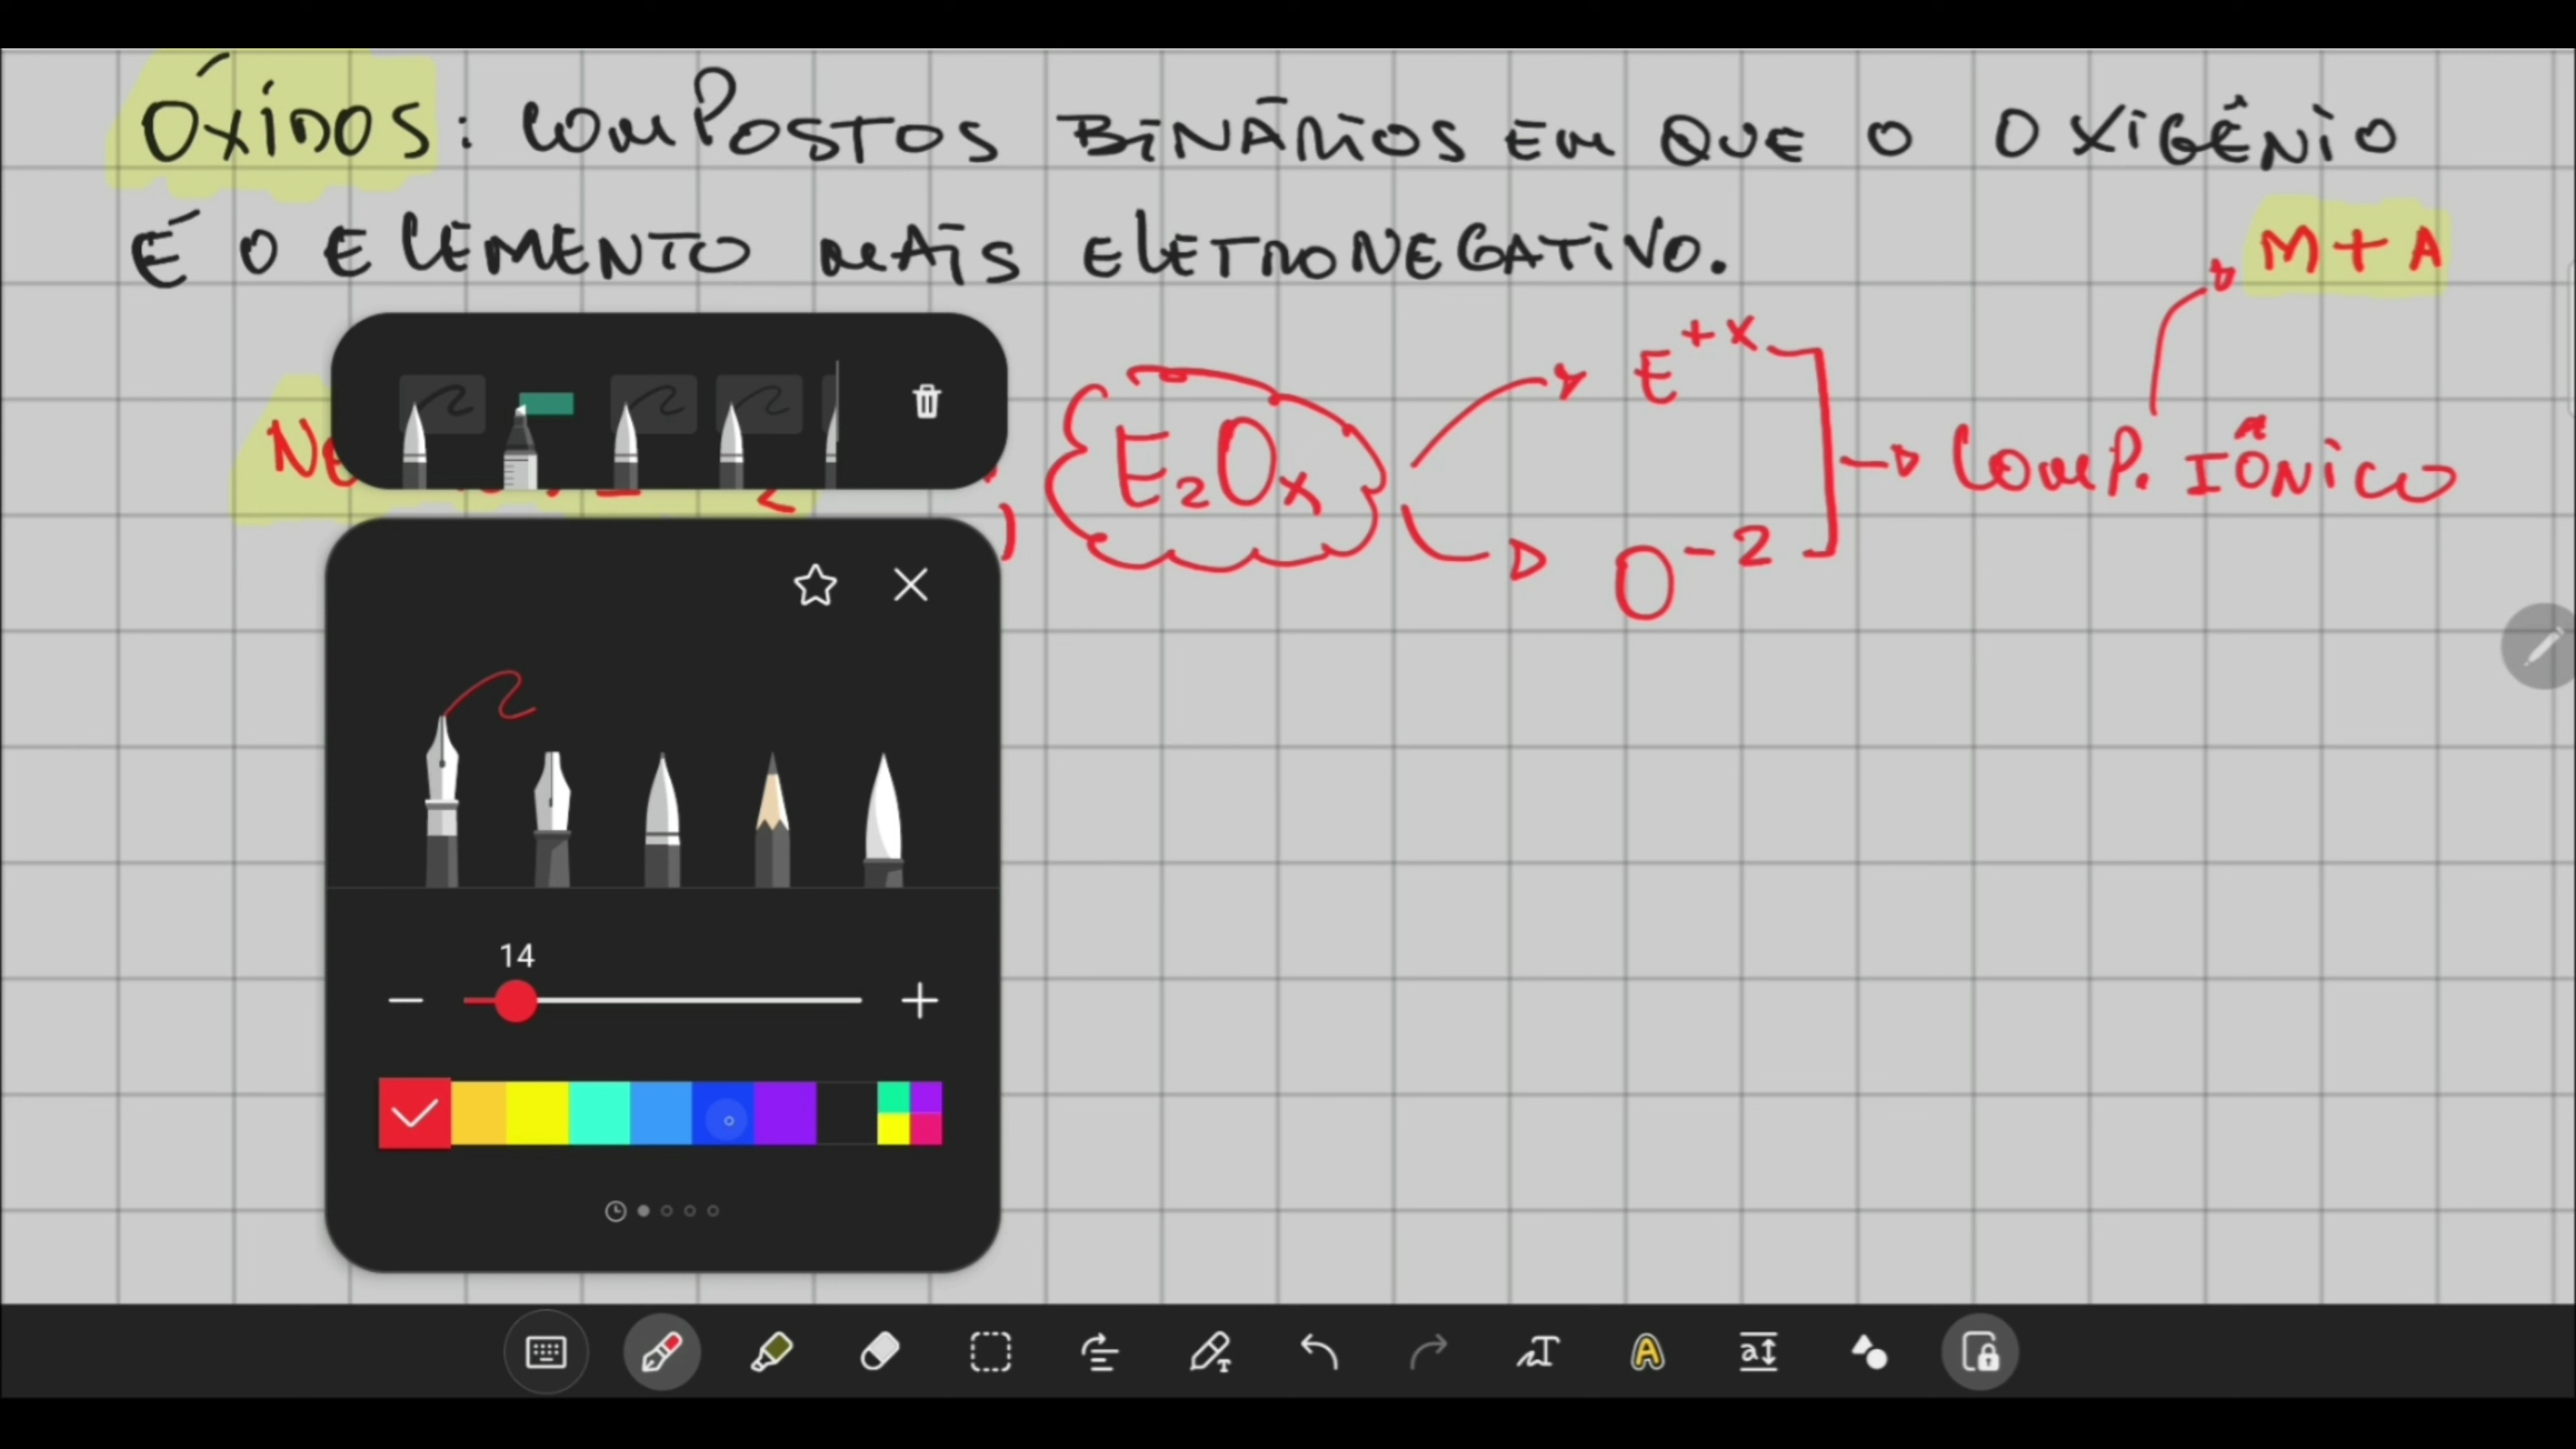 ÓXIDOS: COMPOSTOS BINÁRIOS EM QUE O OXIGÊNIO
É O ELEMENTO MAIS ELETRONEGATIVO.
M + A
E₂Oₓ
E⁺ˣ
O⁻²
COMP. IÔNICO
14